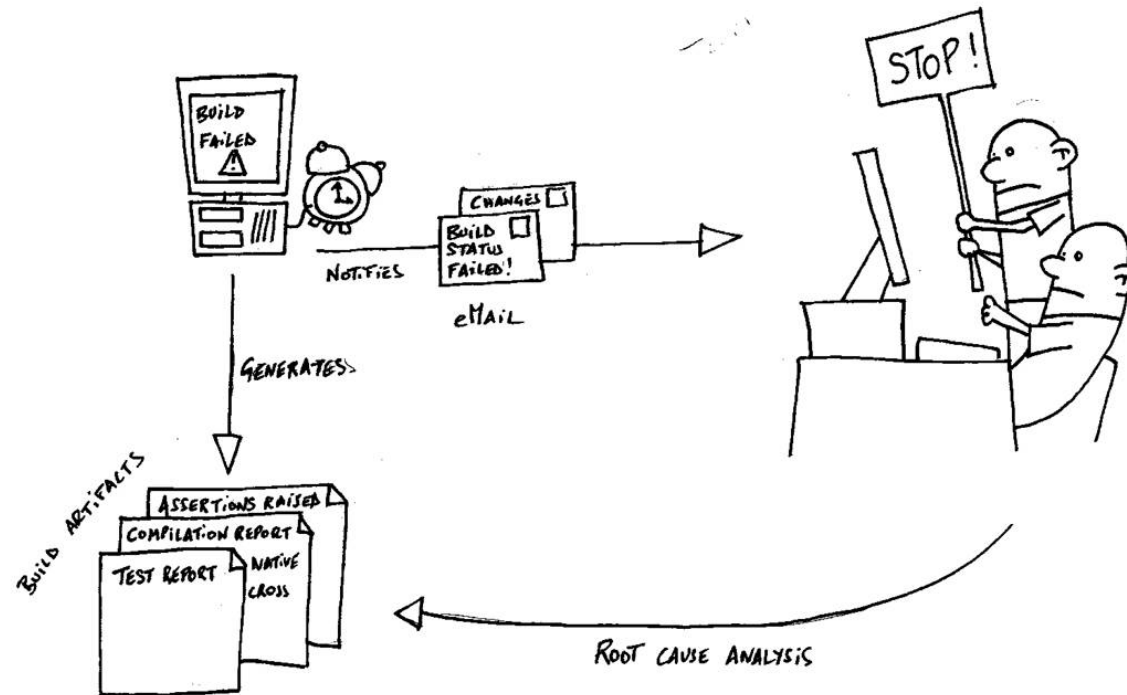 BUILD
FAILED
STOP!
CHANGES
BUILD
STATUS
FAILED!
NOTIFIES
eMAiL
GENERATES
BUILD ARTiFACTS
ASSERTiONS RAiSED
COMPiLATiON REPORT
NATiVE
CROSS
TEST REPORT
ROOT CAUSE ANALYSiS